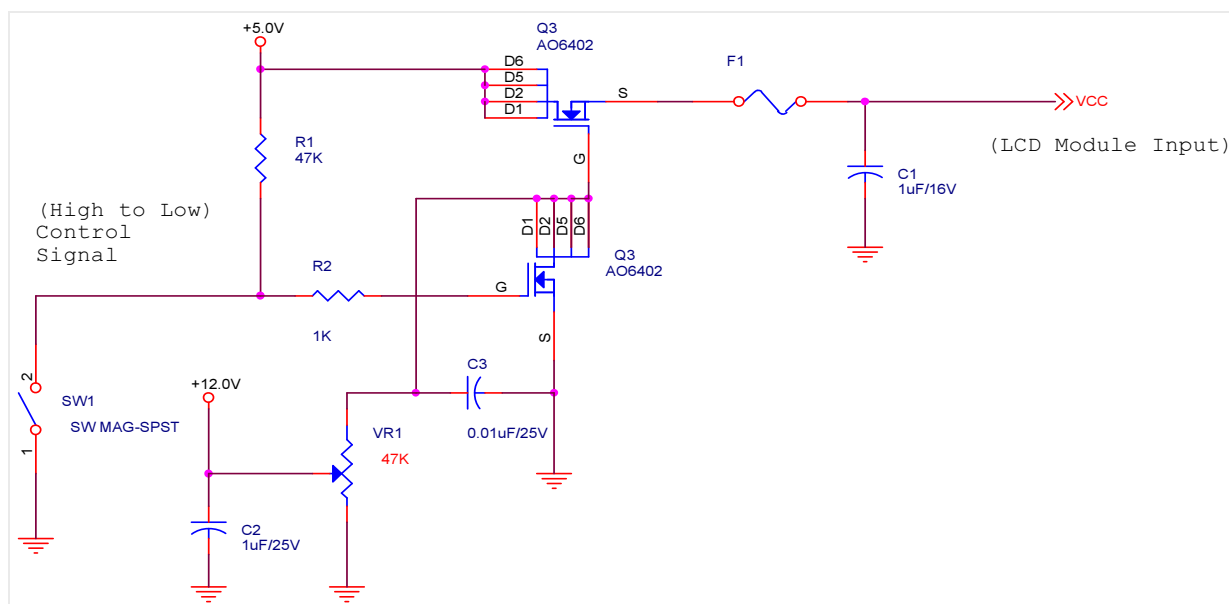 +5.0V
Q3
AO6402
D6
D5
D2
D1
S
F1
VCC
(LCD Module Input)
R1
47K
G
C1
1uF/16V
(High to Low)
Control
Signal
D1
D2
D5
D6
Q3
AO6402
R2
G
1K
S
C3
0.01uF/25V
+12.0V
2
SW1
SW MAG-SPST
1
VR1
47K
C2
1uF/25V